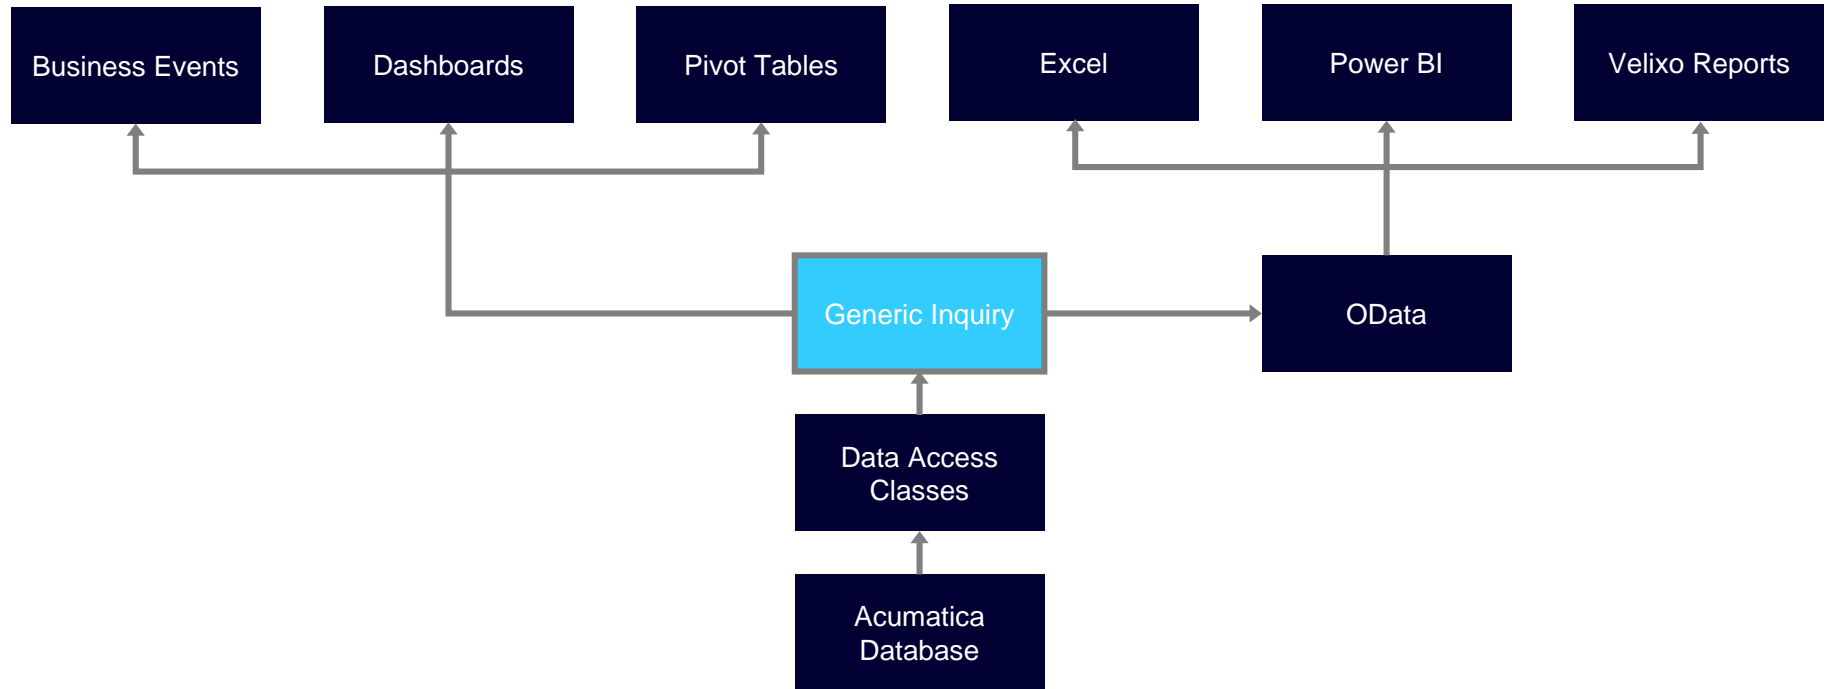 Business Events
Dashboards
Pivot Tables
Excel
Power BI
Velixo Reports
Generic Inquiry
OData
Data Access
Classes
Acumatica
Database